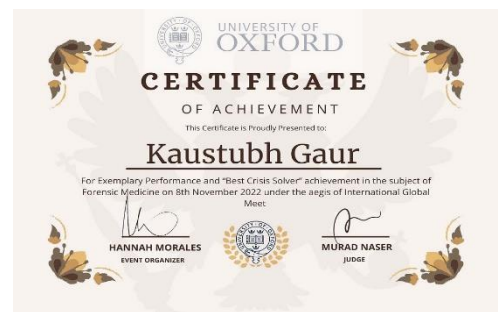 UNIVERSITY OF
OXFORD
CERTIFICATE
OF ACHIEVEMENT
This Certificate is Proudly Presented to:
Kaustubh Gaur
For Exemplary Performance and "Best Crisis Solver" achievement in the subject of
Forensic Medicine on 8th November 2022 under the aegis of International Global
Meet
HANNAH MORALES
EVENT ORGANIZER
MURAD NASER
JUDGE